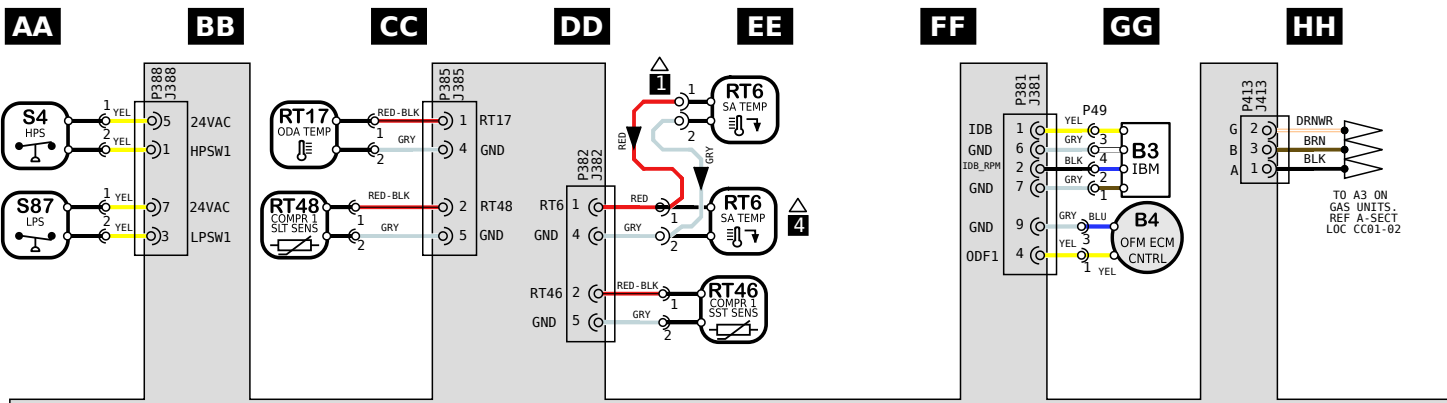 AA BB CC DD EE FF GG HH
P388
J388
S4
HPS
1 YEL 5 24VAC
2 YEL 1 HPSW1
S87
LPS
1 YEL 7 24VAC
2 YEL 3 LPSW1
P385
J385
RT17
ODA TEMP
RED-BLK
1 1 RT17
GRY
2 4 GND
RT48
COMPR 1
SLT SENS
RED-BLK
1 2 RT48
GRY
2 5 GND
P382
J382
1
RED
GRY
1
2
RT6
SA TEMP
RT6 1 RED 1
GND 4 GRY 2
RT6
SA TEMP
4
RT46 2 RED-BLK 1
GND 5 GRY 2
RT46
COMPR 1
SST SENS
P381
J381
P49
IDB 1 YEL 3
GND 6 GRY 4
IDB_RPM 2 BLK 2
GND 7 GRY 1
B3
IBM
GND 9 GRY 3 BLU
ODF1 4 YEL 1 YEL
B4
OFM ECM
CNTRL
P413
J413
G 2 DRNWR
B 3 BRN
A 1 BLK
TO A3 ON
GAS UNITS.
REF A-SECT
LOC CC01-02